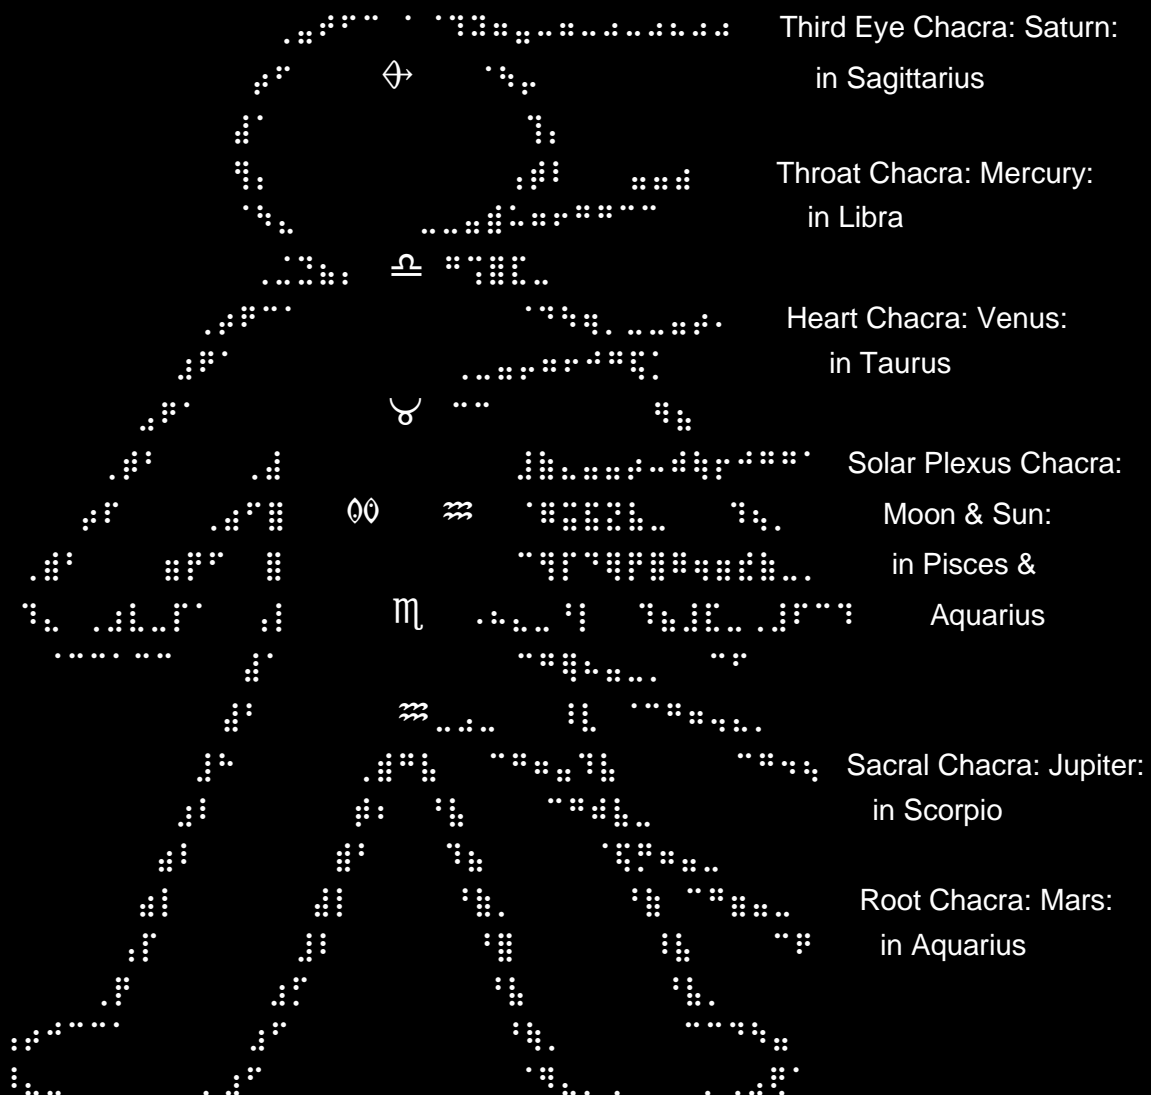 Third Eye Chacra: Saturn:
in Sagittarius
Throat Chacra: Mercury:
in Libra
♎
Heart Chacra: Venus:
in Taurus
♉
Solar Plexus Chacra:
Moon & Sun:
in Pisces &
Aquarius
♒
♏
♒
Sacral Chacra: Jupiter:
in Scorpio
Root Chacra: Mars:
in Aquarius